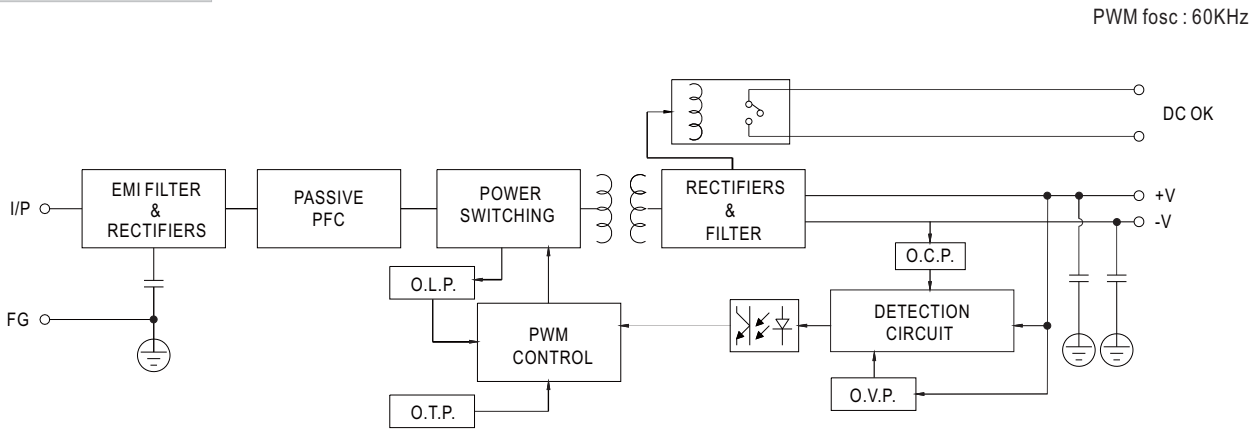 PWM fosc : 60KHz
DC OK
I/P
EMI FILTER
&
RECTIFIERS
PASSIVE
PFC
POWER
SWITCHING
RECTIFIERS
&
FILTER
+V
-V
O.C.P.
O.L.P.
FG
PWM
CONTROL
DETECTION
CIRCUIT
O.V.P.
O.T.P.